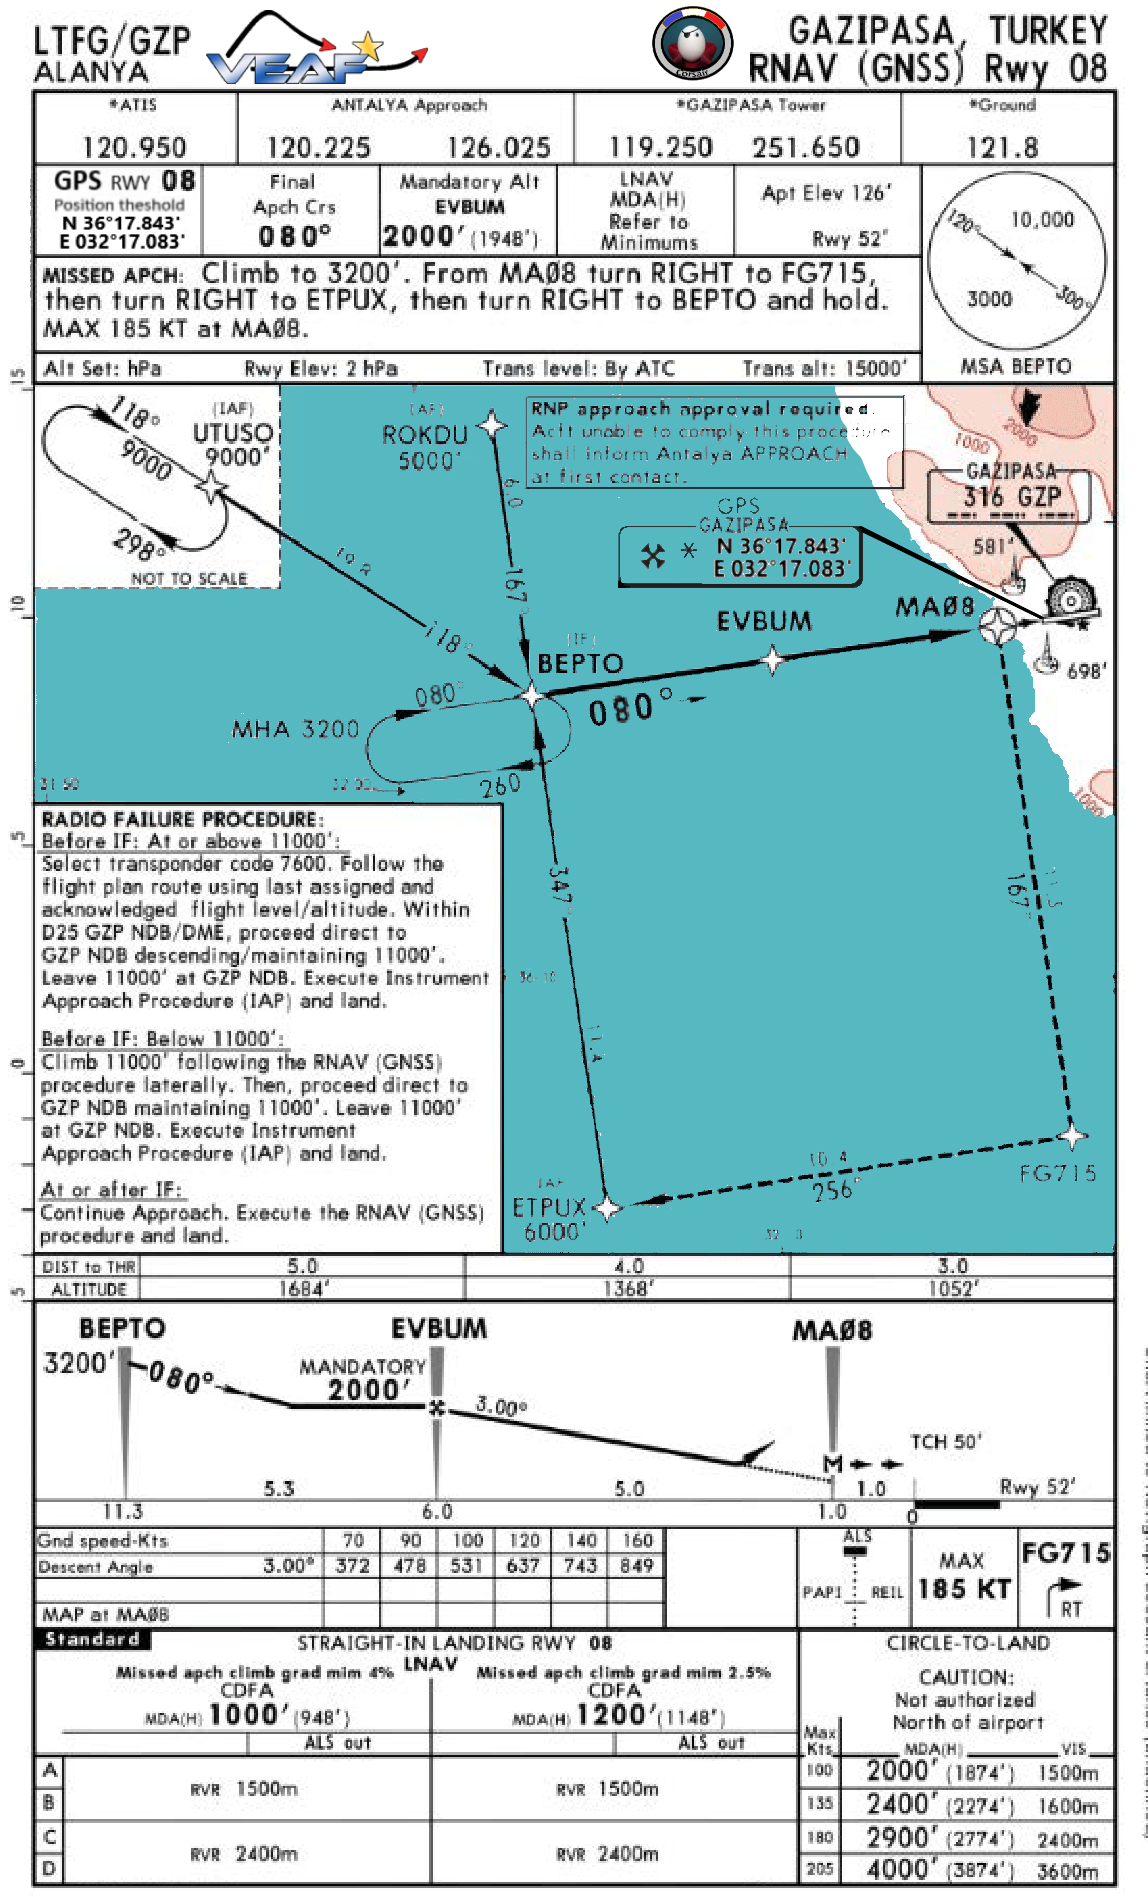 LTFG/GZP
ALANYA
VEAF
Corsair
GAZIPASA, TURKEY
RNAV (GNSS) Rwy 08
*ATIS
120.950
ANTALYA Approach
120.225 126.025
*GAZIPASA Tower
119.250 251.650
*Ground
121.8
GPS RWY 08
Position theshold
N 36°17.843'
E 032°17.083'
Final
Apch Crs
080°
Mandatory Alt
EVBUM
2000' (1948')
LNAV
MDA(H)
Refer to
Minimums
Apt Elev 126'
Rwy 52'
120°
10,000
3000
300°
MSA BEPTO
MISSED APCH: Climb to 3200'. From MAØ8 turn RIGHT to FG715,
then turn RIGHT to ETPUX, then turn RIGHT to BEPTO and hold.
MAX 185 KT at MAØ8.
Alt Set: hPa Rwy Elev: 2 hPa Trans level: By ATC Trans alt: 15000'
15
10
5
0
5
118°
9000
298°
(IAF)
UTUSO
9000'
NOT TO SCALE
(IAF)
ROKDU
5000'
RNP approach approval required.
Acft unable to comply this procedure
shall inform Antalya APPROACH
at first contact.
1000
2000
GAZIPASA
316 GZP
581'
GPS
GAZIPASA
N 36°17.843'
E 032°17.083'
6.0
167°
19.8
118°
MAØ8
EVBUM
(IF)
BEPTO
080°
698'
080°
MHA 3200
260
31-50
1000
347°
11.4
167°
11.5
36-10
RADIO FAILURE PROCEDURE:
Before IF: At or above 11000':
Select transponder code 7600. Follow the
flight plan route using last assigned and
acknowledged flight level/altitude. Within
D25 GZP NDB/DME, proceed direct to
GZP NDB descending/maintaining 11000'.
Leave 11000' at GZP NDB. Execute Instrument
Approach Procedure (IAP) and land.
Before IF: Below 11000':
Climb 11000' following the RNAV (GNSS)
procedure laterally. Then, proceed direct to
GZP NDB maintaining 11000'. Leave 11000'
at GZP NDB. Execute Instrument
Approach Procedure (IAP) and land.
At or after IF:
Continue Approach. Execute the RNAV (GNSS)
procedure and land.
10.4
256°
FG715
IAF
ETPUX
6000'
DIST to THR 5.0 4.0 3.0
ALTITUDE 1684' 1368' 1052'
BEPTO
3200'
080°
EVBUM
MANDATORY
2000'
3.00°
MAØ8
M
TCH 50'
Rwy 52'
5.3 5.0 1.0
11.3 6.0 1.0 0
Gnd speed-Kts 70 90 100 120 140 160
Descent Angle 3.00° 372 478 531 637 743 849
MAP at MAØ8
ALS
PAPI REIL
MAX
185 KT
FG715
RT
Standard
STRAIGHT-IN LANDING RWY 08
LNAV
Missed apch climb grad mim 4%
CDFA
MDA(H) 1000' (948')
ALS out
Missed apch climb grad mim 2.5%
CDFA
MDA(H) 1200' (1148')
ALS out
A
B
RVR 1500m RVR 1500m
C
D
RVR 2400m RVR 2400m
CIRCLE-TO-LAND
CAUTION:
Not authorized
North of airport
Max
Kts MDA(H) VIS
100 2000' (1874') 1500m
135 2400' (2274') 1600m
180 2900' (2774') 2400m
205 4000' (3874') 3600m